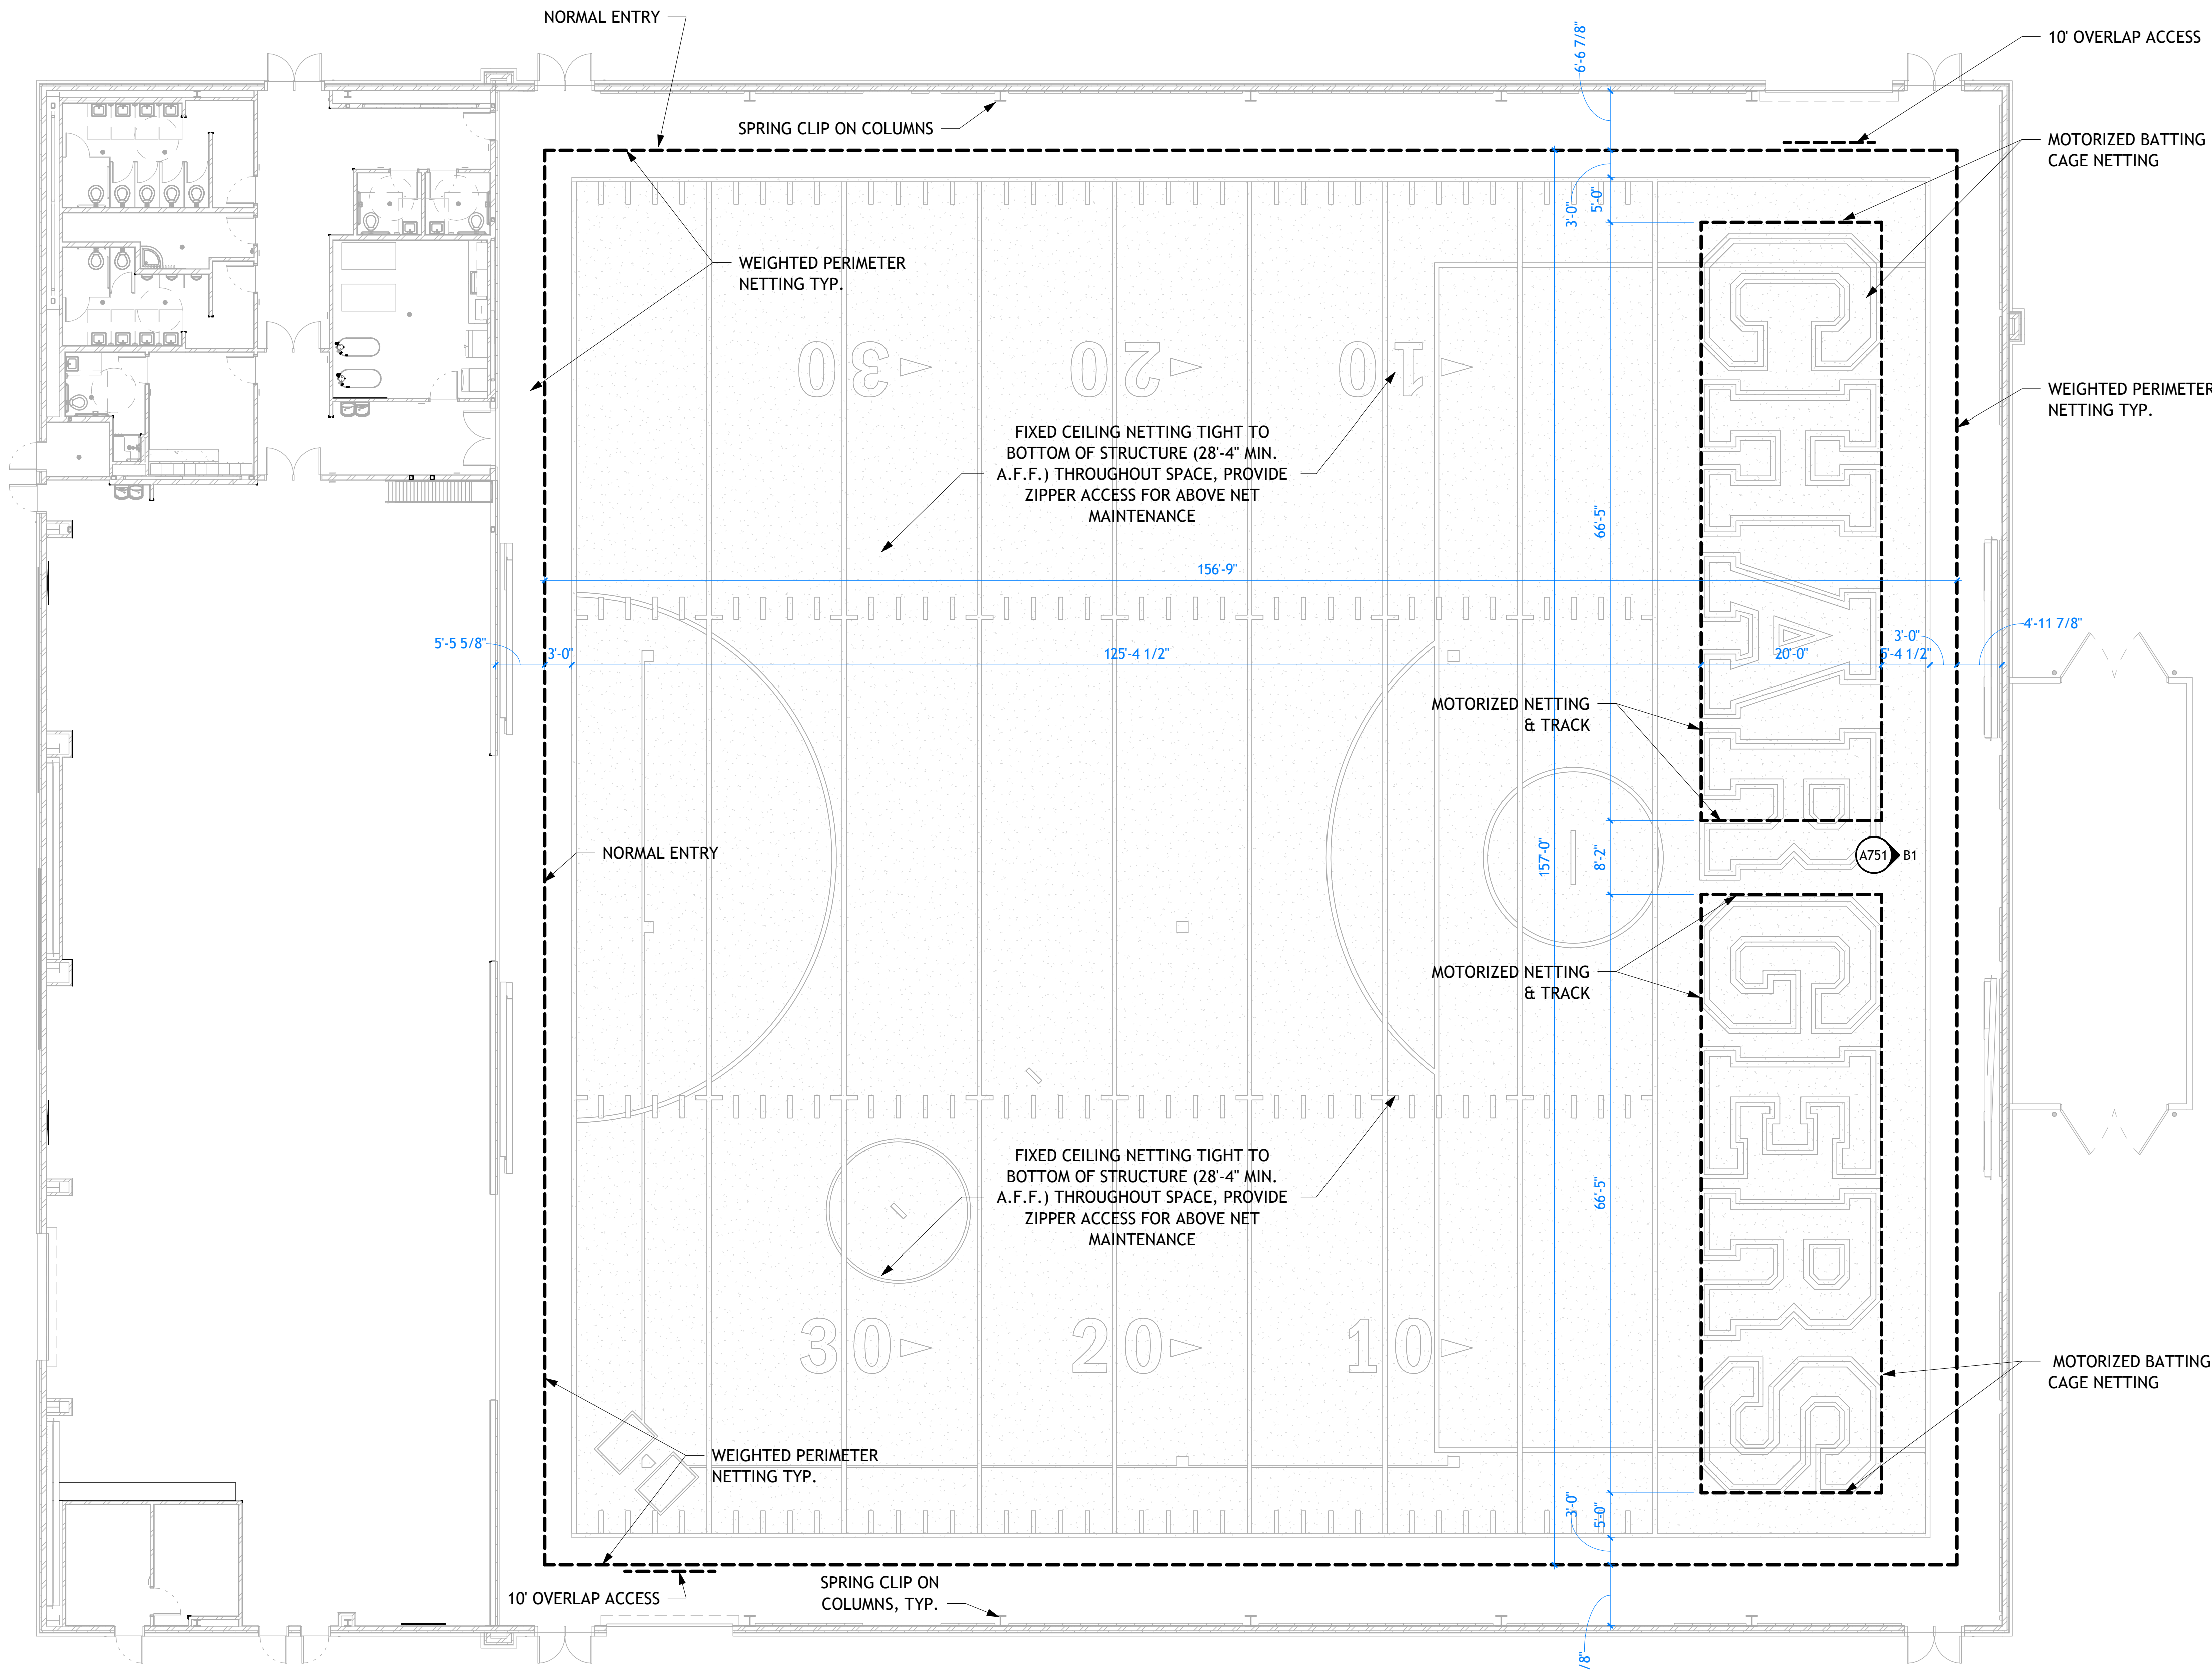 NORMAL ENTRY
6'-6 7/8"
10' OVERLAP ACCESS
SPRING CLIP ON COLUMNS
MOTORIZED BATTING
CAGE NETTING
3'-0"
5'-0"
WEIGHTED PERIMETER
NETTING TYP.
30
20
10
WEIGHTED PERIMETER
NETTING TYP.
FIXED CEILING NETTING TIGHT TO
BOTTOM OF STRUCTURE (28'-4" MIN.
A.F.F.) THROUGHOUT SPACE, PROVIDE
ZIPPER ACCESS FOR ABOVE NET
MAINTENANCE
66'-5"
156'-9"
5'-5 5/8"
3'-0"
125'-4 1/2"
20'-0"
3'-0"
5'-4 1/2"
4'-11 7/8"
MOTORIZED NETTING
& TRACK
CHAIR
NORMAL ENTRY
157'-0"
8'-2"
A751
B1
MOTORIZED NETTING
& TRACK
GERS
FIXED CEILING NETTING TIGHT TO
BOTTOM OF STRUCTURE (28'-4" MIN.
A.F.F.) THROUGHOUT SPACE, PROVIDE
ZIPPER ACCESS FOR ABOVE NET
MAINTENANCE
66'-5"
30
20
10
MOTORIZED BATTING
CAGE NETTING
WEIGHTED PERIMETER
NETTING TYP.
3'-0"
5'-0"
10' OVERLAP ACCESS
SPRING CLIP ON
COLUMNS, TYP.
/8"